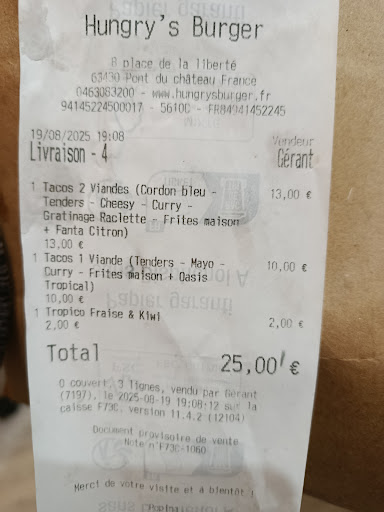 Papier garanti
Hungry's Burger
8 place de la liberté
63430 Pont du château France
0463083200 - www.hungrysburger.fr
94145224500017 - 5610C - FR84941452245
19/08/2025 19:08
Vendeur
Livraison - 4
Gérant
1 Tacos 2 Viandes (Cordon bleu - 13,00 €
Tenders - Cheesy - Curry -
Gratinage Raclette - Frites maison
+ Fanta Citron)
13,00 €
1 Tacos 1 Viande (Tenders - Mayo - 10,00 €
Curry - Frites maison + Oasis
Tropical)
10,00 €
Papier garanti
1 Tropico Fraise & Kiwi 2,00 €
2,00 €
Total 25,00 €
0 couvert, 3 lignes, vendu par Gérant
(7197), le 2025-08-19 19:08:12 sur la
caisse F73C, version 11.4.2 (12104)
Document provisoire de vente
Note n°F73C-1060
Merci de votre visite et à bientôt !